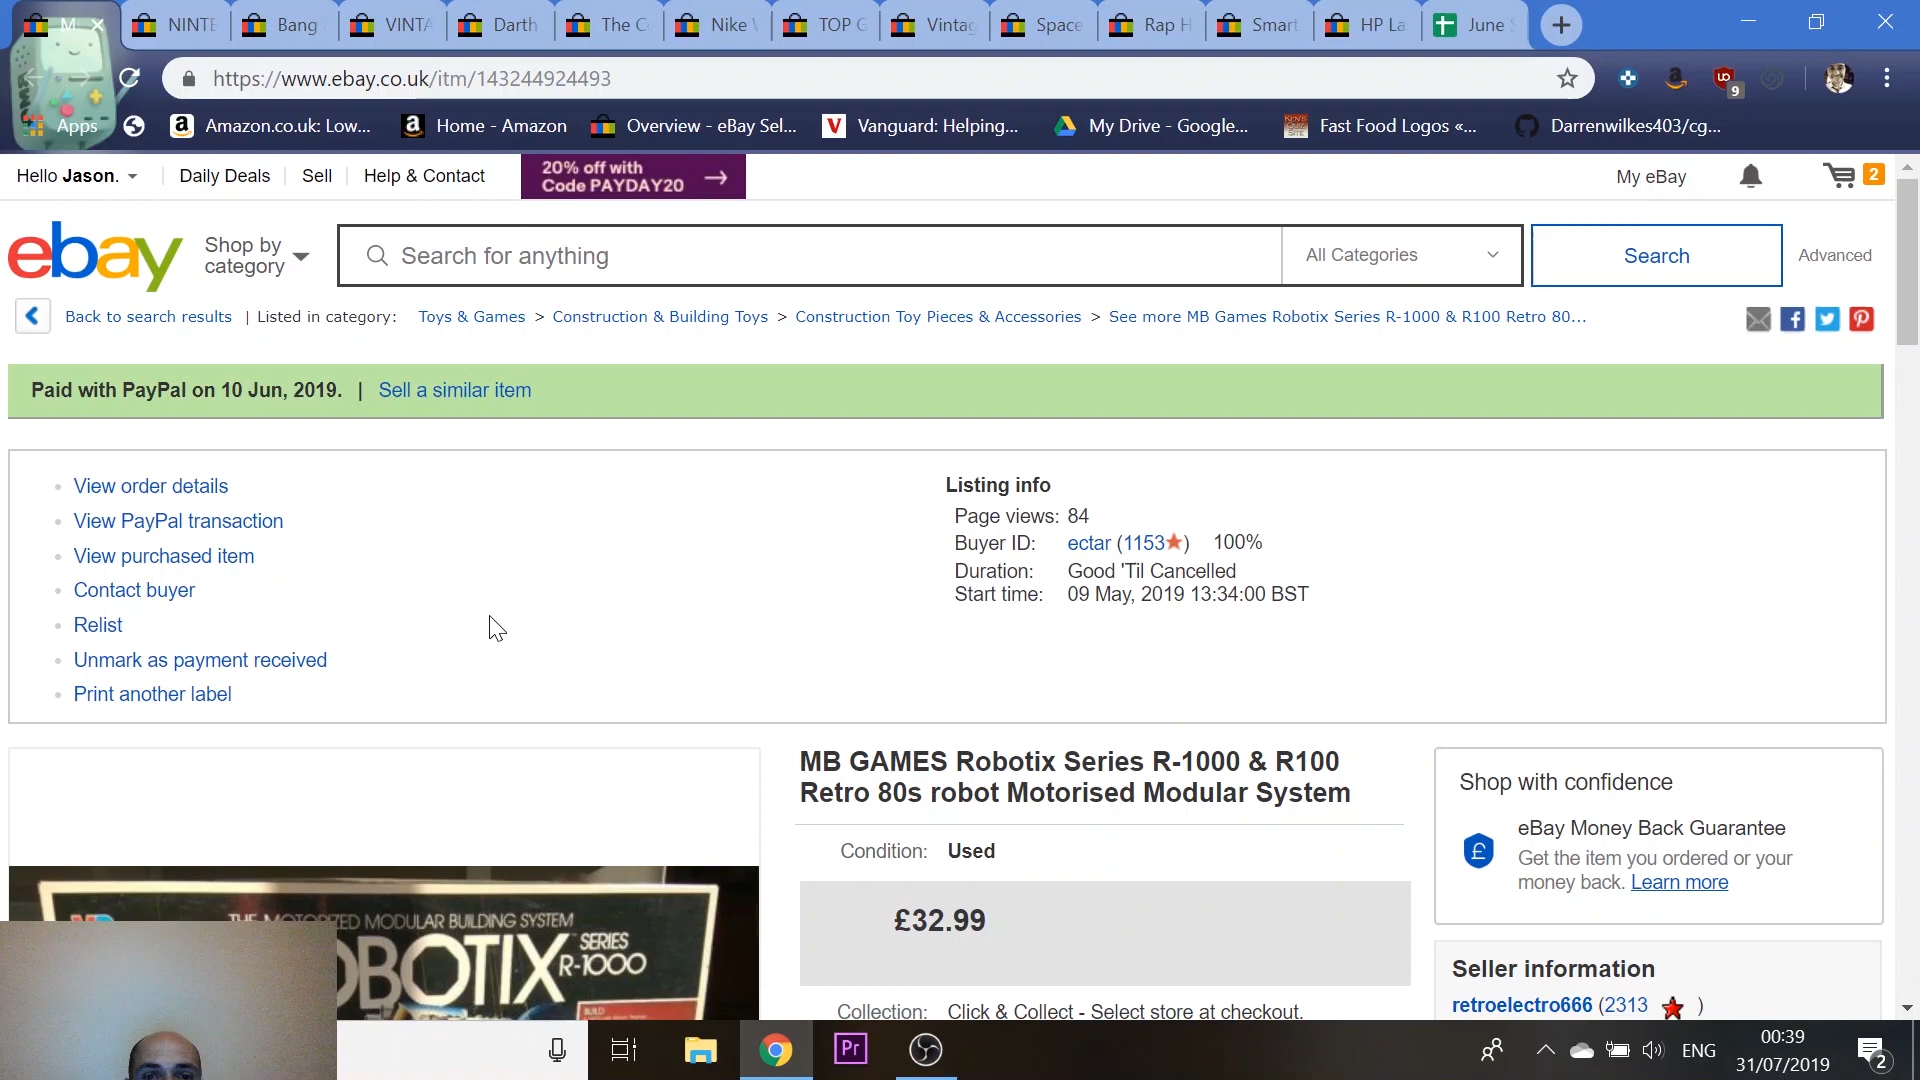 M
NINTE
Bang
VINTA
Darth
The C
Nike
TOP G
Vintag
Space
Rap H
Smart
HP La
June
https://www.ebay.co.uk/itm/143244924493
9
Apps
Amazon.co.uk: Low...
Home - Amazon
Overview - eBay Sel...
Vanguard: Helping...
My Drive - Google...
Fast Food Logos «...
Darrenwilkes403/cg...
Hello Jason.
Daily Deals
Sell
Help & Contact
20% off with
Code PAYDAY20
My eBay
2
ebay
Shop by
category
Search for anything
All Categories
Search
Advanced
Back to search results | Listed in category: Toys & Games > Construction & Building Toys > Construction Toy Pieces & Accessories > See more MB Games Robotix Series R-1000 & R100 Retro 80...
Paid with PayPal on 10 Jun, 2019. | Sell a similar item
View order details
View PayPal transaction
View purchased item
Contact buyer
Relist
Unmark as payment received
Print another label
Listing info
Page views: 84
Buyer ID: ectar (1153) 100%
Duration: Good 'Til Cancelled
Start time: 09 May, 2019 13:34:00 BST
MB GAMES Robotix Series R-1000 & R100
Retro 80s robot Motorised Modular System
Condition: Used
£32.99
Collection: Click & Collect - Select store at checkout.
Shop with confidence
eBay Money Back Guarantee
Get the item you ordered or your
money back. Learn more
Seller information
retroelectro666 (2313 )
THE MOTORIZED MODULAR BUILDING SYSTEM
OBOTIX SERIES
R-1000
BUILD
Pr
ENG
00:39
31/07/2019
2